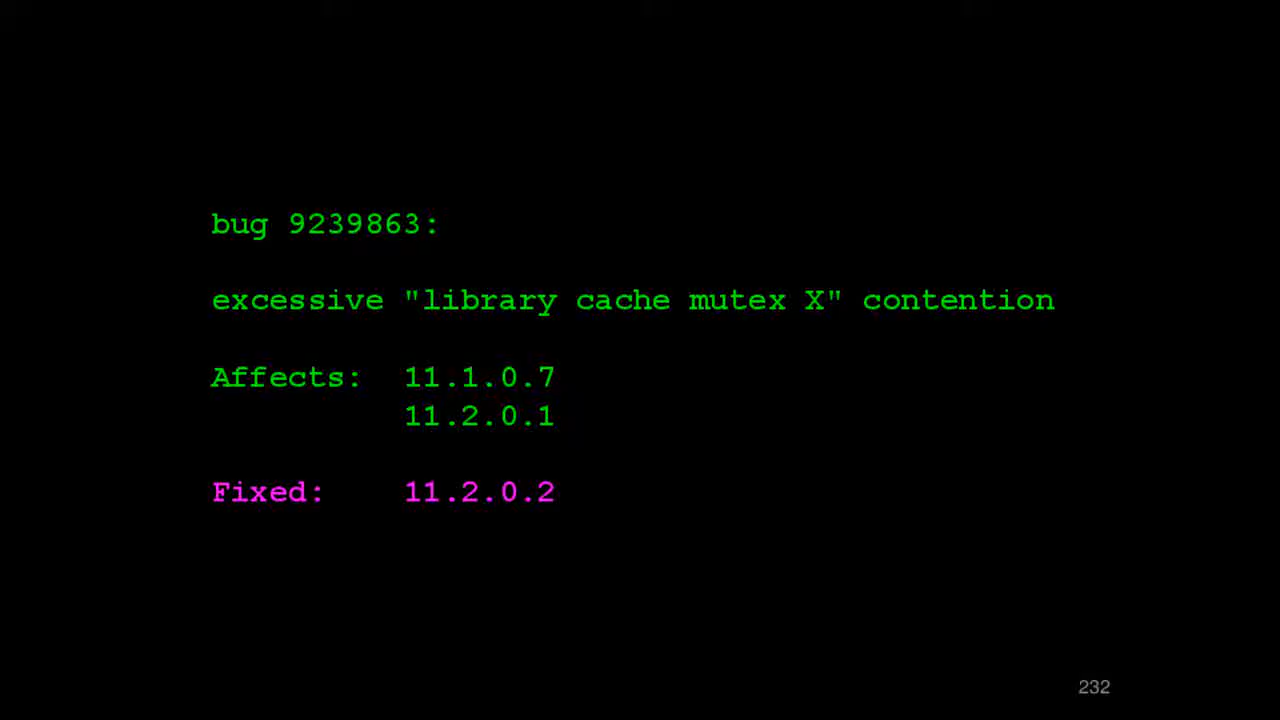 bug 9239863:
excessive "library cache mutex X" contention
Affects: 11.1.0.7
11.2.0.1
Fixed: 11.2.0.2
232